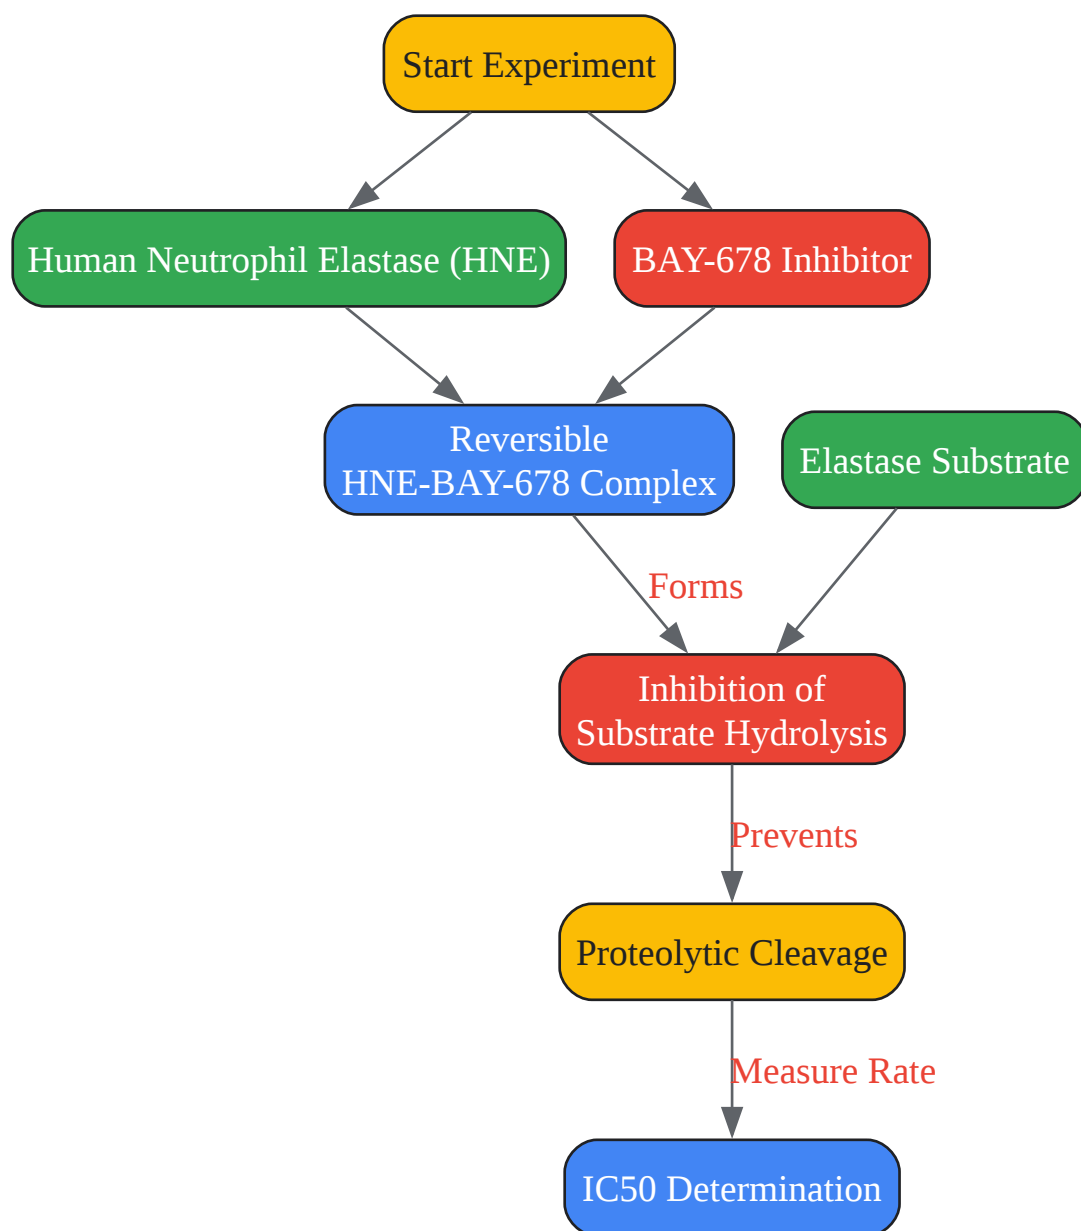 Start Experiment
Human Neutrophil Elastase (HNE)
BAY-678 Inhibitor
Reversible
HNE-BAY-678 Complex
Elastase Substrate
Forms
Inhibition of
Substrate Hydrolysis
Prevents
Proteolytic Cleavage
Measure Rate
IC50 Determination